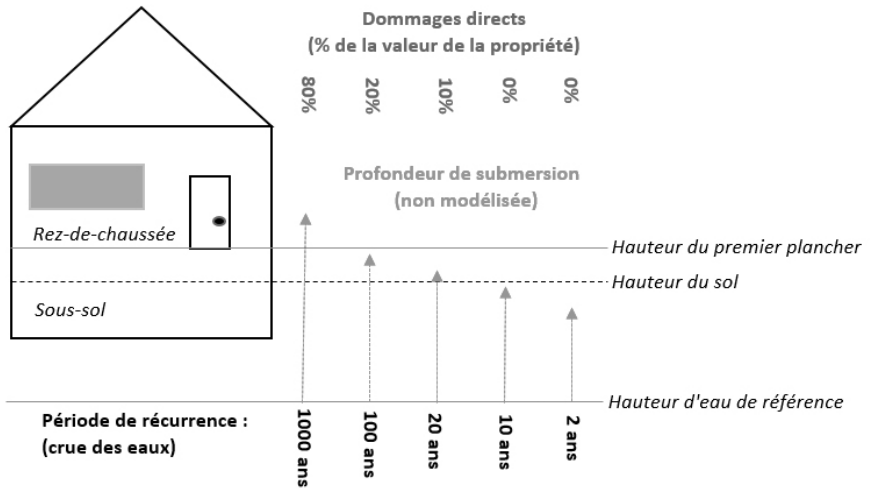 Dommages directs
(% de la valeur de la propriété)
80%
20%
10%
0%
0%
Profondeur de submersion
(non modélisée)
Rez-de-chaussée
Hauteur du premier plancher
Hauteur du sol
Sous-sol
Hauteur d'eau de référence
Période de récurrence :
(crue des eaux)
1000 ans
100 ans
20 ans
10 ans
2 ans